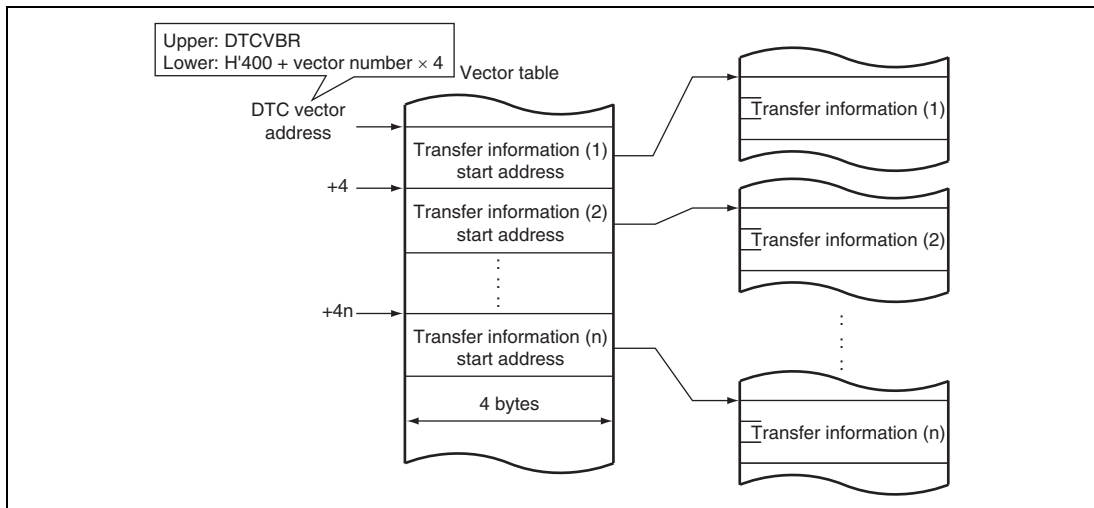 Upper: DTCVBR
Lower: H'400 + vector number × 4
Vector table
DTC vector
address
Transfer information (1)
start address
+4
Transfer information (2)
start address
+4n
Transfer information (n)
start address
4 bytes
Transfer information (1)
Transfer information (2)
Transfer information (n)